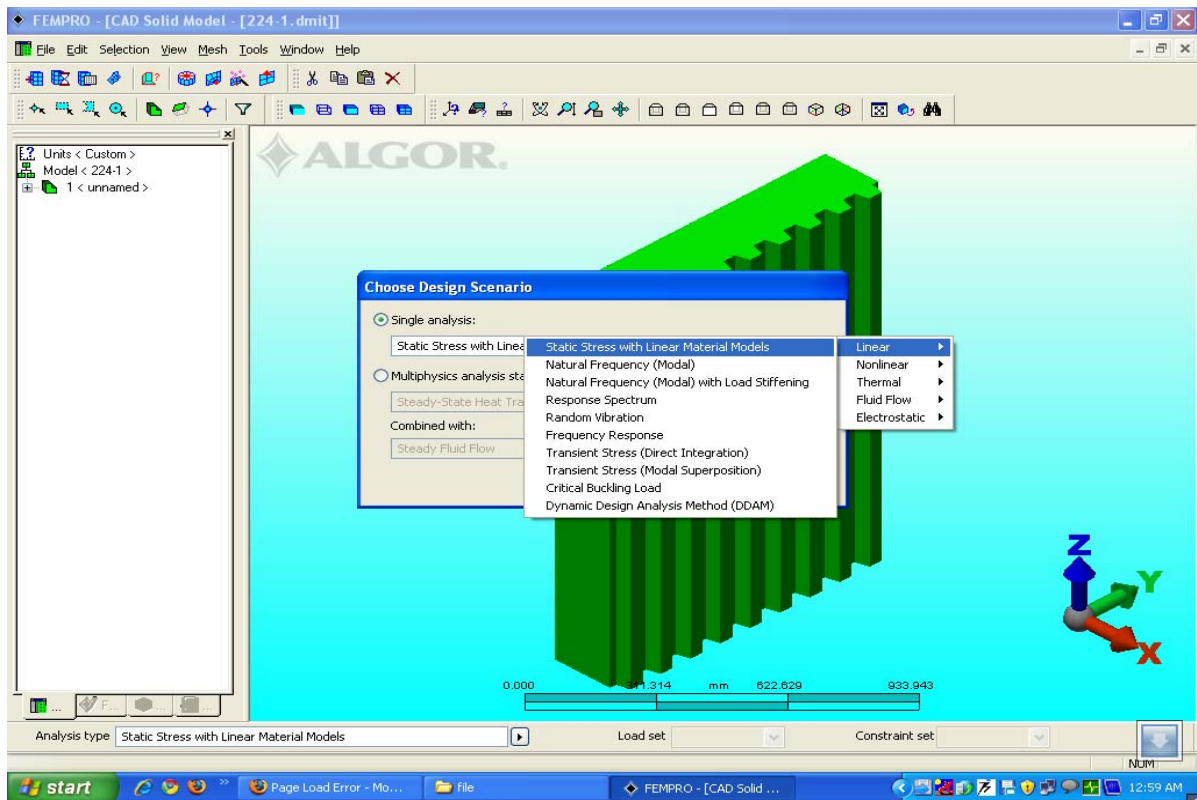 FEMPRO - [CAD Solid Model - [224-1.dmit]]
File Edit Selection View Mesh Tools Window Help
Units < Custom >
Model < 224-1 >
1 < unnamed >
ALGOR.
Choose Design Scenario
Single analysis:
Static Stress with Linea
Multiphysics analysis sta
Steady-State Heat Tra
Combined with:
Steady Fluid Flow
Static Stress with Linear Material Models
Natural Frequency (Modal)
Natural Frequency (Modal) with Load Stiffening
Response Spectrum
Random Vibration
Frequency Response
Transient Stress (Direct Integration)
Transient Stress (Modal Superposition)
Critical Buckling Load
Dynamic Design Analysis Method (DDAM)
Linear
Nonlinear
Thermal
Fluid Flow
Electrostatic
Z
Y
X
0.000 311.314 mm 622.629 933.943
... F... ... ...
Analysis type Static Stress with Linear Material Models Load set Constraint set
NUM
start Page Load Error - Mo... file FEMPRO - [CAD Solid ... 12:59 AM